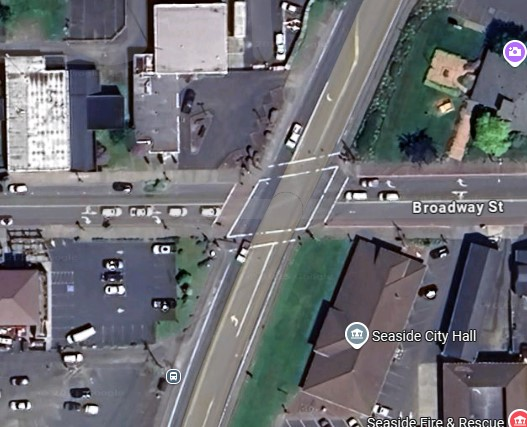 Broadway St
Seaside City Hall
Seaside Fire & Rescue